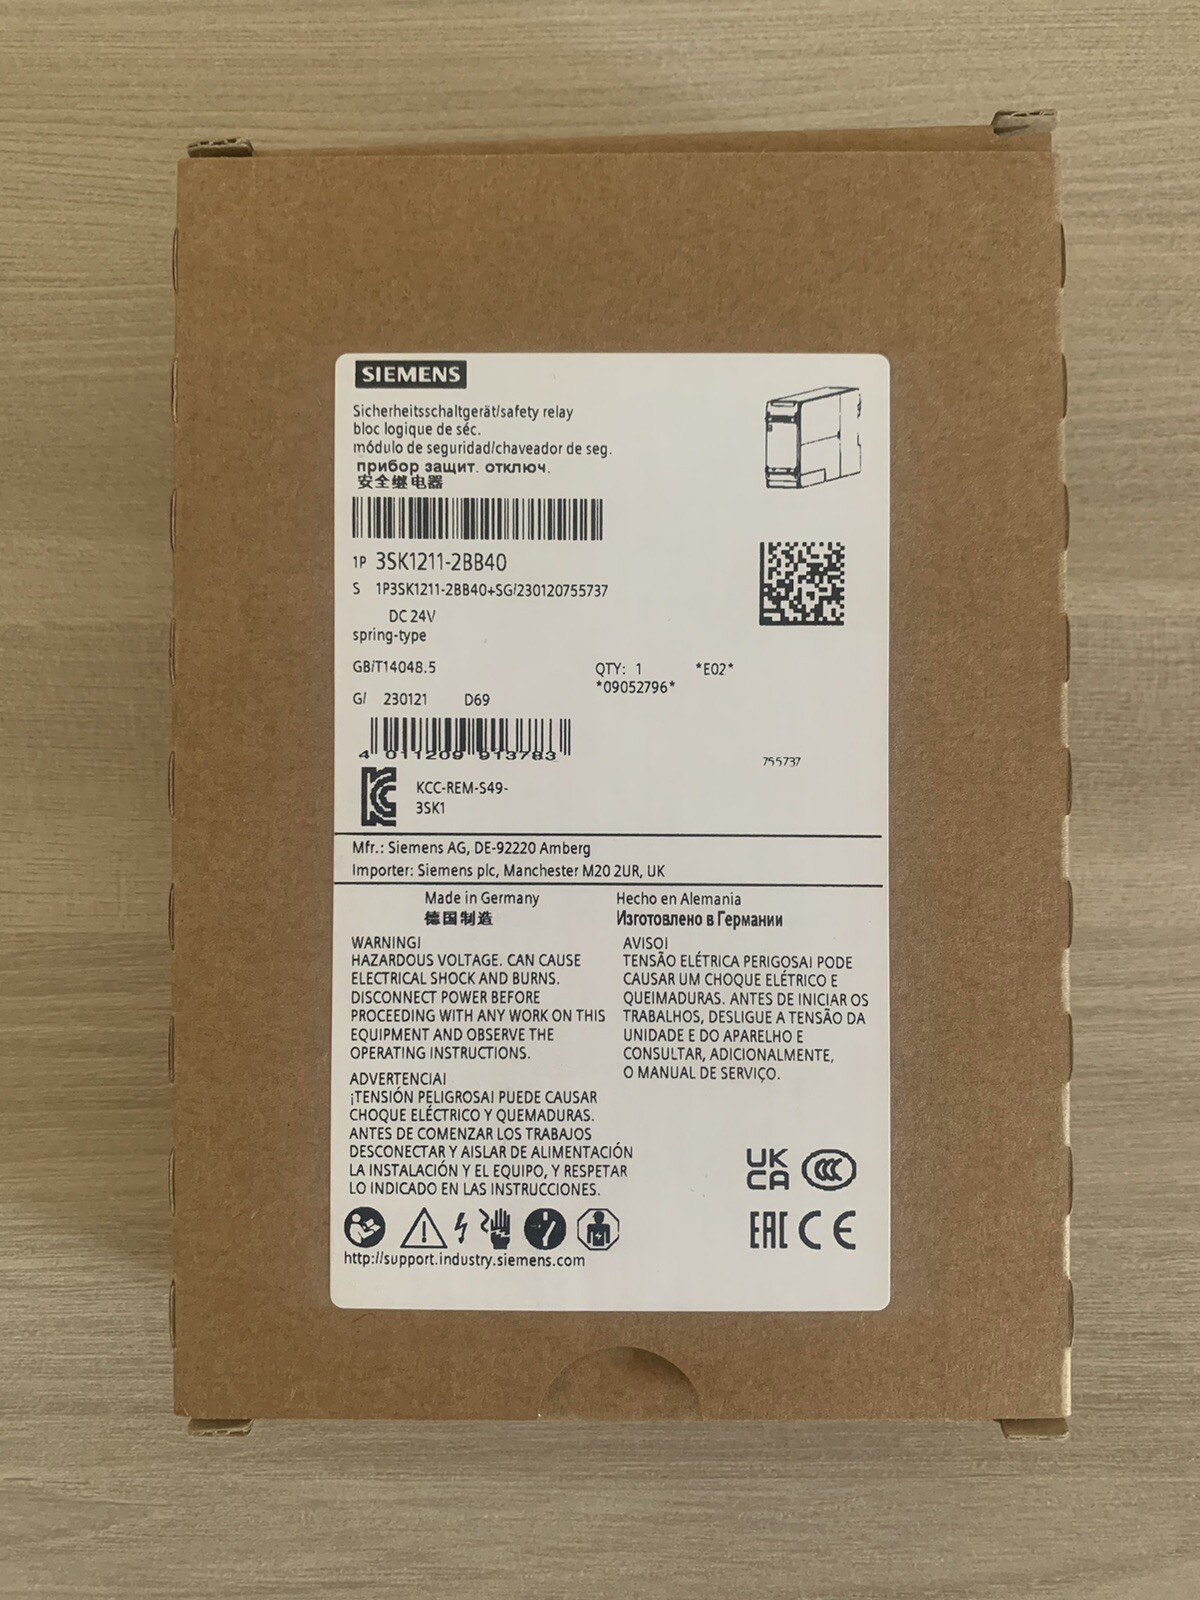 SIEMENS
Sicherheitsschaltgerät/safety relay
bloc logique de séc.
módulo de seguridad/chaveador de seg.
прибор защит. отключ.
安全继电器
1P 3SK1211-2BB40
S 1P3SK1211-2BB40+SG/230120755737
DC 24V
spring-type
GB/T14048.5
QTY: 1 *E02*
*09052796*
G/ 230121 D69
4 011209 913783
755737
KCC-REM-S49-
3SK1
Mfr.: Siemens AG, DE-92220 Amberg
Importer: Siemens plc, Manchester M20 2UR, UK
Made in Germany
德国制造
Hecho en Alemania
Изготовлено в Германии
WARNING!
HAZARDOUS VOLTAGE. CAN CAUSE
ELECTRICAL SHOCK AND BURNS.
DISCONNECT POWER BEFORE
PROCEEDING WITH ANY WORK ON THIS
EQUIPMENT AND OBSERVE THE
OPERATING INSTRUCTIONS.
ADVERTENCIA!
¡TENSIÓN PELIGROSA! PUEDE CAUSAR
CHOQUE ELÉCTRICO Y QUEMADURAS.
ANTES DE COMENZAR LOS TRABAJOS
DESCONECTAR Y AISLAR DE ALIMENTACIÓN
LA INSTALACIÓN Y EL EQUIPO, Y RESPETAR
LO INDICADO EN LAS INSTRUCCIONES.
AVISO!
TENSÃO ELÉTRICA PERIGOSA! PODE
CAUSAR UM CHOQUE ELÉTRICO E
QUEIMADURAS. ANTES DE INICIAR OS
TRABALHOS, DESLIGUE A TENSÃO DA
UNIDADE E DO APARELHO E
CONSULTAR, ADICIONALMENTE,
O MANUAL DE SERVIÇO.
UK
CA
CCC
EAC CE
http://support.industry.siemens.com